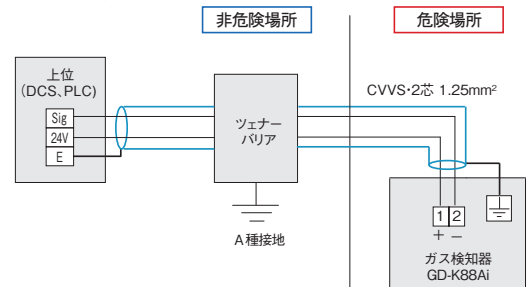 非危険場所
危険場所
上位
(DCS、PLC)
Sig
24V
E
ツェナー
バリア
A種接地
CVVS・2芯 1.25mm²
1 2
+ −
ガス検知器
GD-K88Ai